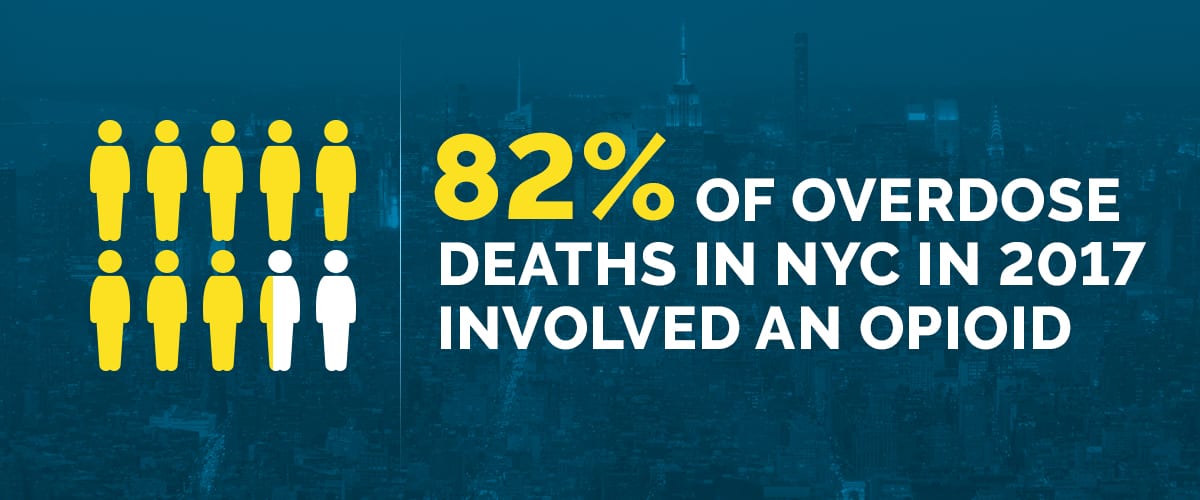 82% OF OVERDOSE
DEATHS IN NYC IN 2017
INVOLVED AN OPIOID